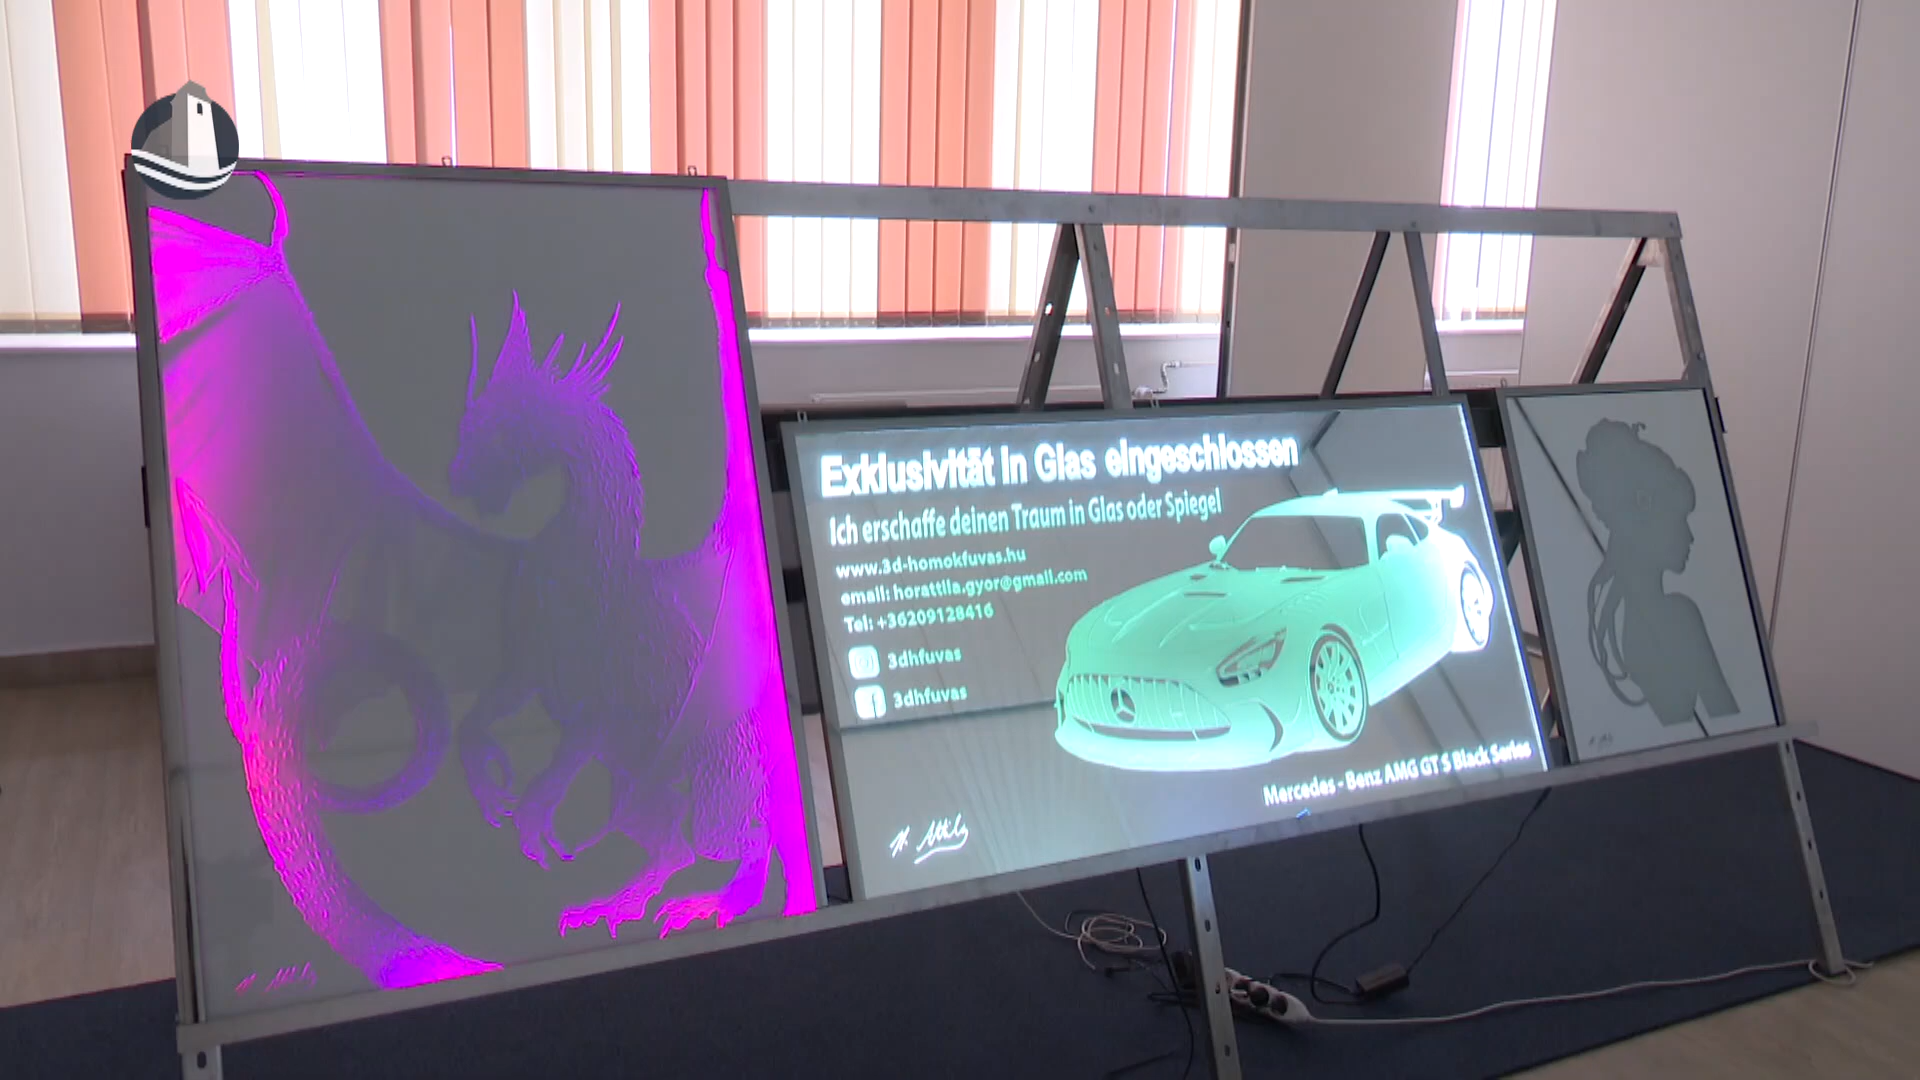 Exklusivität in Glas eingeschlossen
Ich erschaffe deinen Traum in Glas oder Spiegel
www.3d-homokfuvas.hu
email: horattila.gyor@gmail.com
Tel: +36209128416
3dhfuvas
3dhfuvas
Mercedes - Benz AMG GT S Black Series
H. Attila